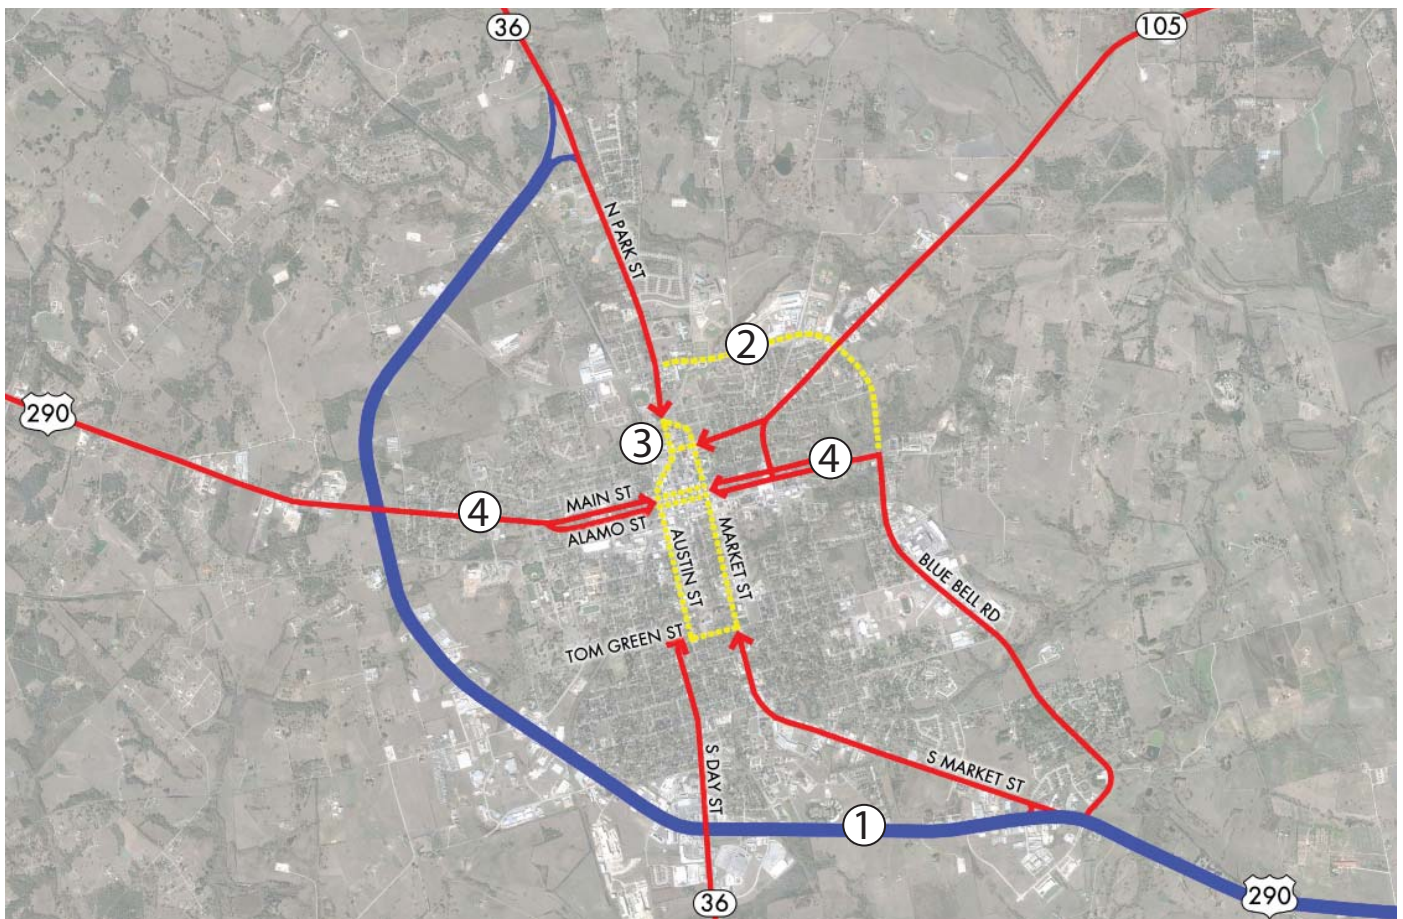 36
105
N PARK ST
2
290
3
4
MAIN ST
4
ALAMO ST
AUSTIN ST
MARKET ST
BLUE BELL RD
TOM GREEN ST
S DAY ST
S MARKET ST
1
36
290